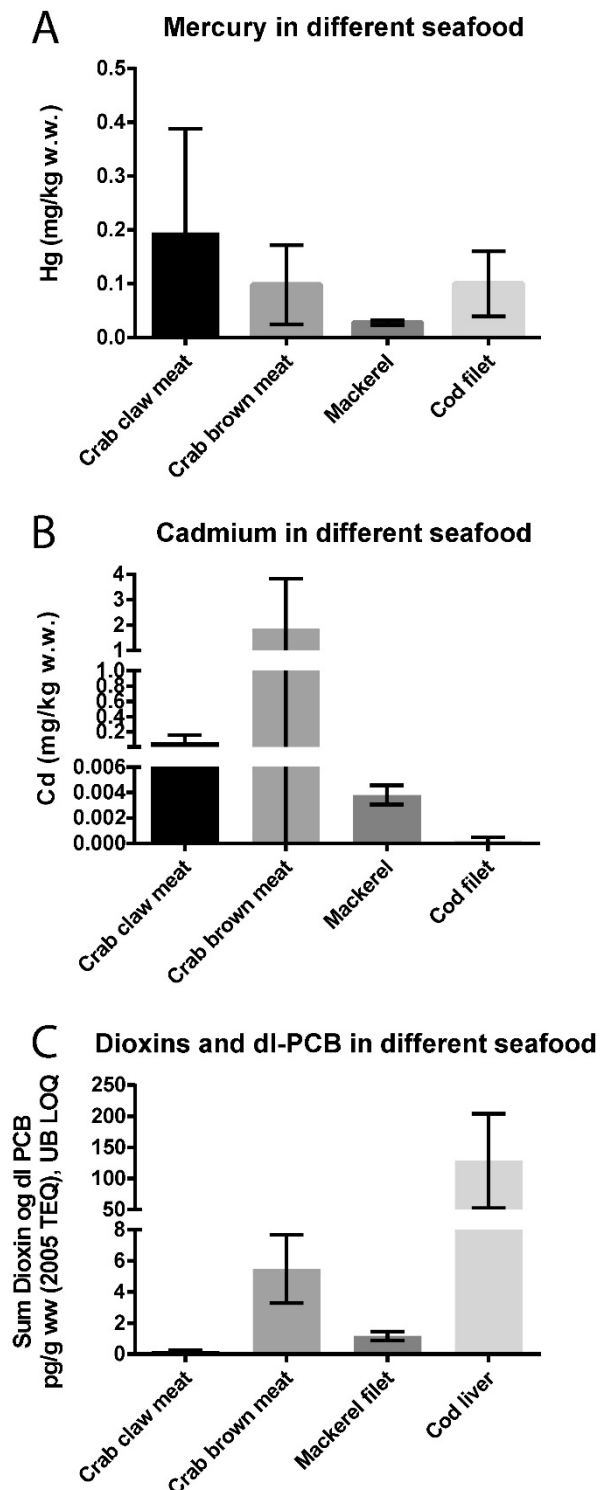 A
Mercury in different seafood
Hg (mg/kg w.w.)
0.5
0.4
0.3
0.2
0.1
0.0
Crab claw meat
Crab brown meat
Mackerel
Cod filet
B
Cadmium in different seafood
Cd (mg/kg w.w.)
4
3
2
1
1.0
0.8
0.6
0.4
0.2
0.006
0.004
0.002
0.000
Crab claw meat
Crab brown meat
Mackerel
Cod filet
C
Dioxins and dl-PCB in different seafood
Sum Dioxin og dl PCB
pg/g ww (2005 TEQ), UB LOQ
250
200
150
100
50
8
6
4
2
0
Crab claw meat
Crab brown meat
Mackerel filet
Cod liver